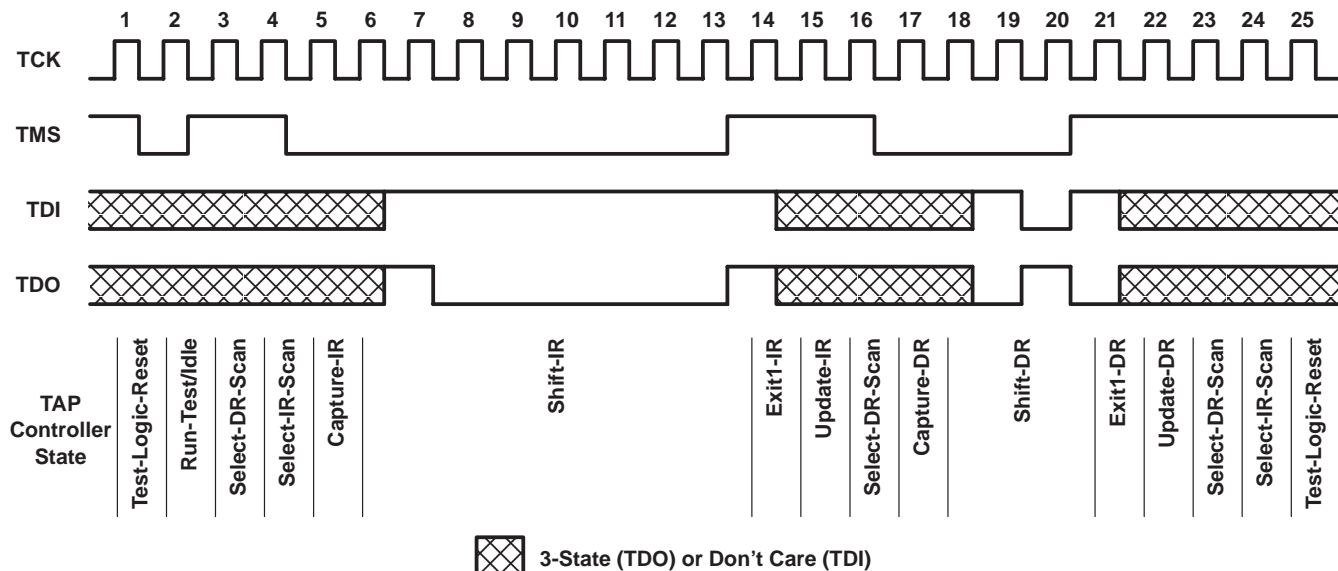 1 2 3 4 5 6 7 8 9 10 11 12 13 14 15 16 17 18 19 20 21 22 23 24 25
TCK
TMS
TDI
TDO
TAP
Controller
State
Test-Logic-Reset
Run-Test/Idle
Select-DR-Scan
Select-IR-Scan
Capture-IR
Shift-IR
Exit1-IR
Update-IR
Select-DR-Scan
Capture-DR
Shift-DR
Exit1-DR
Update-DR
Select-DR-Scan
Select-IR-Scan
Test-Logic-Reset
3-State (TDO) or Don't Care (TDI)